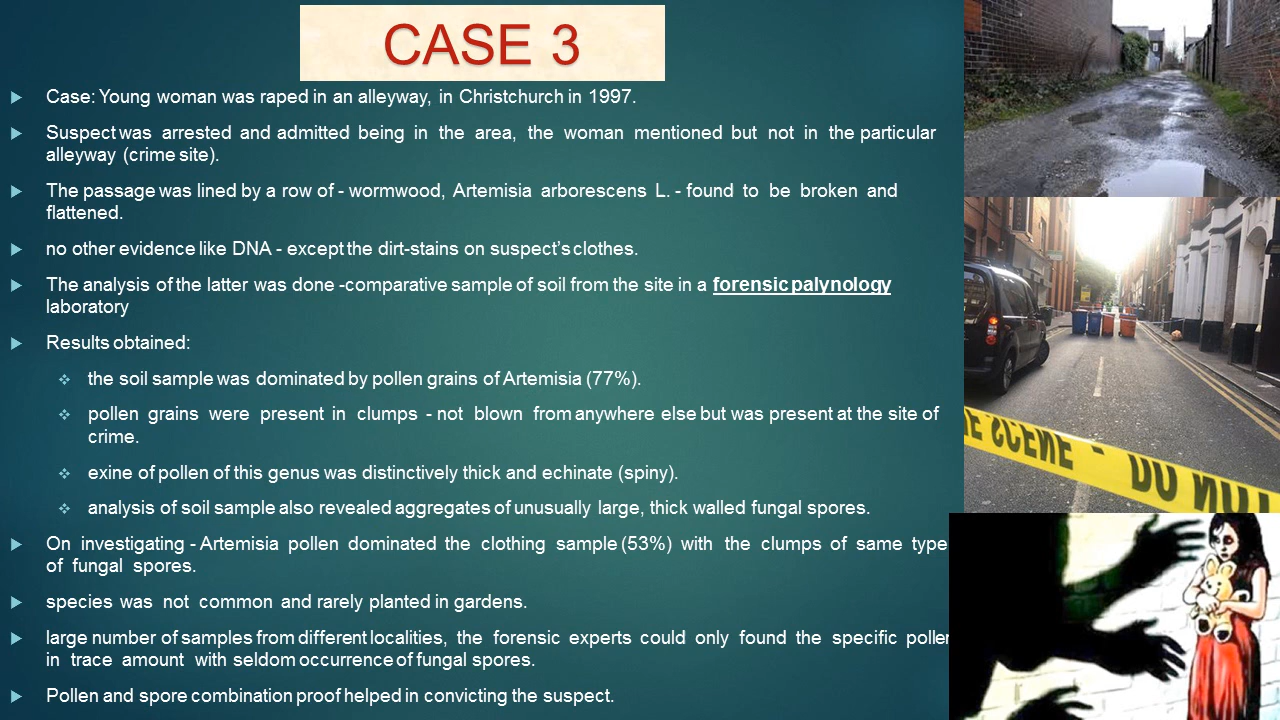 CASE 3
Case: Young woman was raped in an alleyway, in Christchurch in 1997.
Suspect was arrested and admitted being in the area, the woman mentioned but not in the particular
alleyway (crime site).
The passage was lined by a row of - wormwood, Artemisia arborescens L. - found to be broken and
flattened.
no other evidence like DNA - except the dirt-stains on suspect's clothes.
The analysis of the latter was done -comparative sample of soil from the site in a forensic palynology
laboratory
Results obtained:
the soil sample was dominated by pollen grains of Artemisia (77%).
pollen grains were present in clumps - not blown from anywhere else but was present at the site of
crime.
exine of pollen of this genus was distinctively thick and echinate (spiny).
analysis of soil sample also revealed aggregates of unusually large, thick walled fungal spores.
On investigating - Artemisia pollen dominated the clothing sample (53%) with the clumps of same type
of fungal spores.
species was not common and rarely planted in gardens.
large number of samples from different localities, the forensic experts could only found the specific pollen
in trace amount with seldom occurrence of fungal spores.
Pollen and spore combination proof helped in convicting the suspect.
SCENE - DO NOT